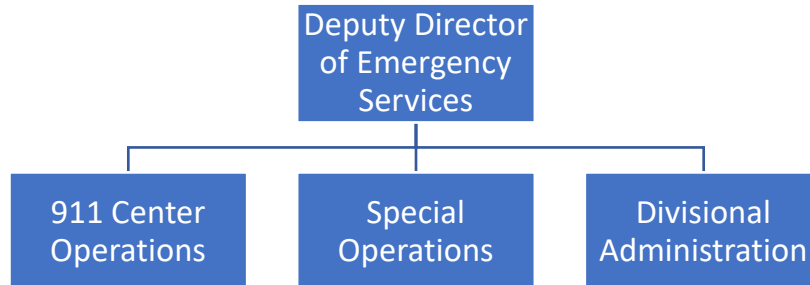 Deputy Director
of Emergency
Services
911 Center
Operations
Special
Operations
Divisional
Administration